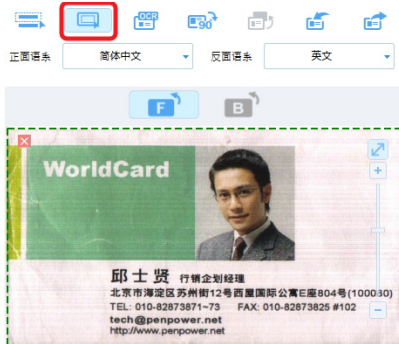 OCR
90°
正面语系 简体中文 反面语系 英文
F B
WorldCard
邱士贤 行销企划经理
北京市海淀区苏州街12号西屋国际公寓E座804号(100080)
TEL: 010-82873871~73 FAX: 010-82873825 #102
tech@penpower.net
http://www.penpower.net